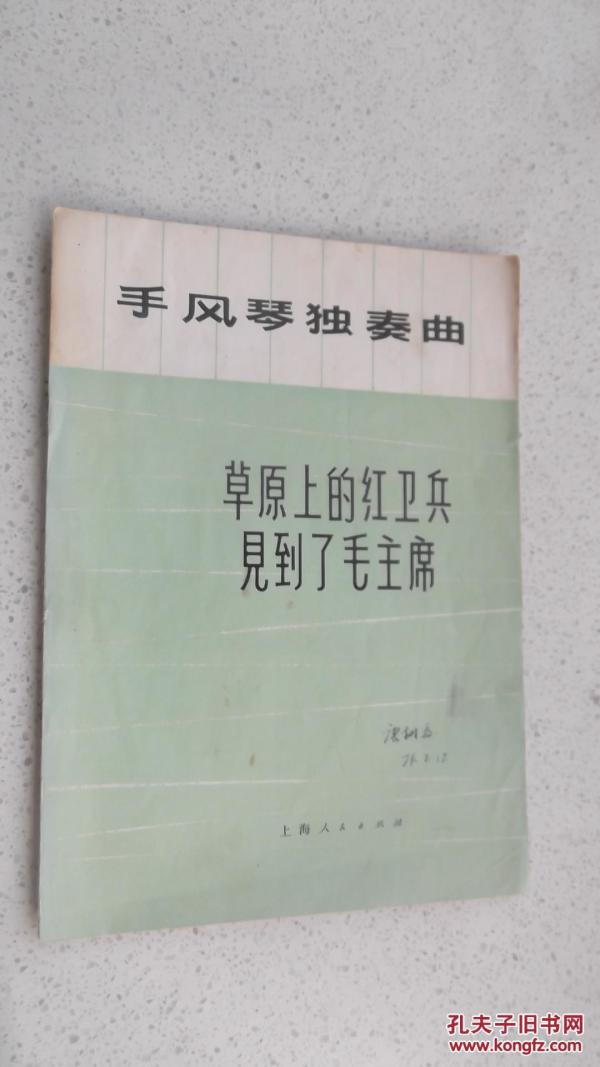 手风琴独奏曲
草原上的红卫兵
見到了毛主席
上海人民出版社
孔夫子旧书网
www.kongfz.com